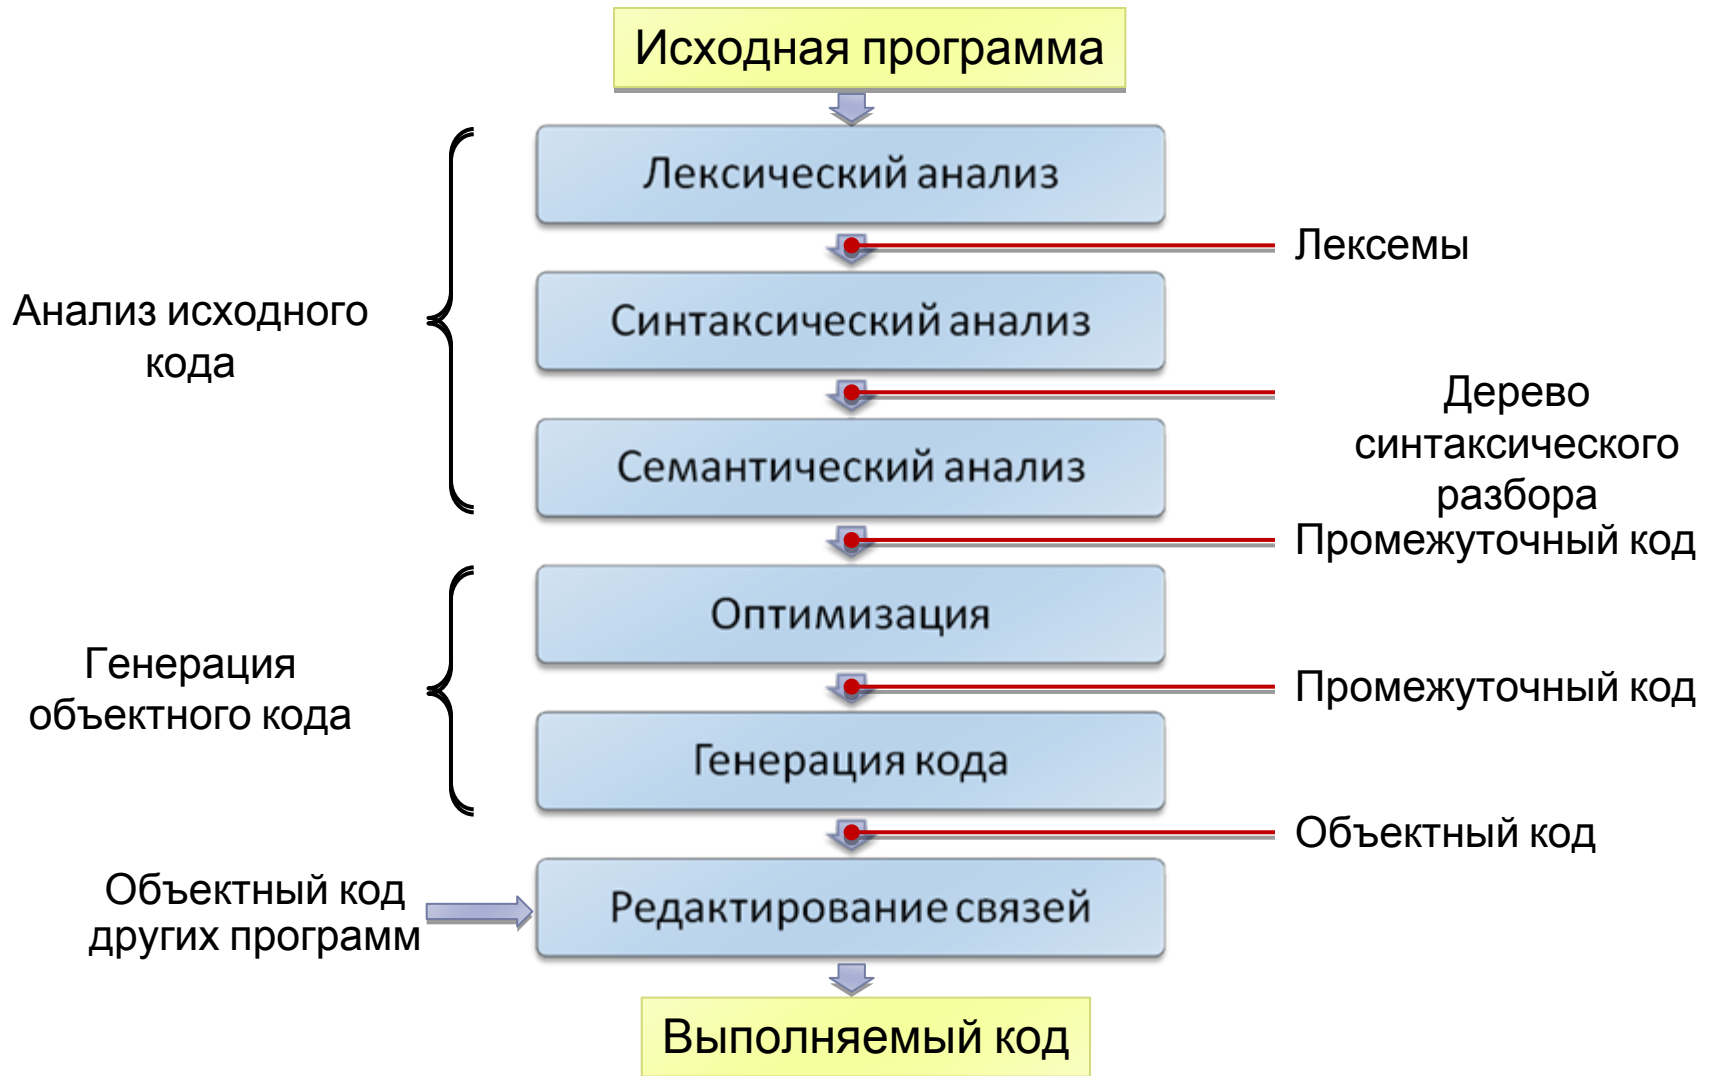 Исходная программа
Лексический анализ
Лексемы
Синтаксический анализ
Анализ исходного
кода
Дерево
синтаксического
разбора
Семантический анализ
Промежуточный код
Оптимизация
Генерация
объектного кода
Промежуточный код
Генерация кода
Объектный код
Объектный код
других программ
Редактирование связей
Выполняемый код